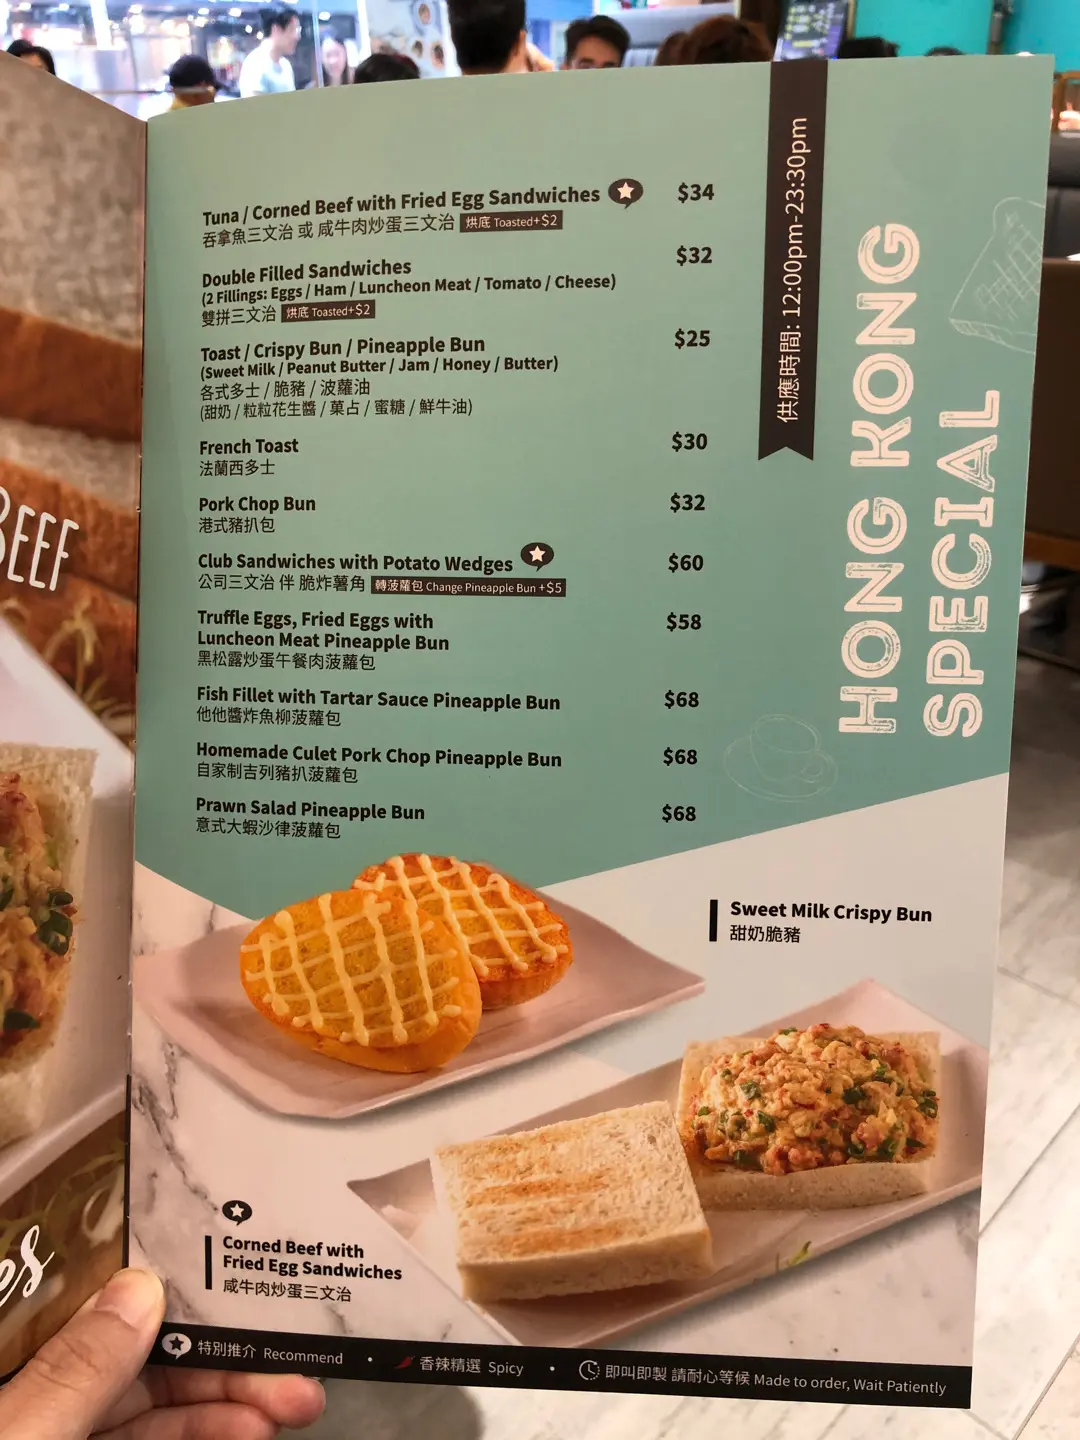 Tuna / Corned Beef with Fried Egg Sandwiches $34
吞拿魚三文治 或 咸牛肉炒蛋三文治 烘底 Toasted+$2
Double Filled Sandwiches $32
(2 Fillings: Eggs / Ham / Luncheon Meat / Tomato / Cheese)
雙拼三文治 烘底 Toasted+$2
Toast / Crispy Bun / Pineapple Bun $25
(Sweet Milk / Peanut Butter / Jam / Honey / Butter)
各式多士 / 脆豬 / 波蘿油
(甜奶 / 粒粒花生醬 / 菓占 / 蜜糖 / 鮮牛油)
French Toast $30
法蘭西多士
Pork Chop Bun $32
港式豬扒包
Club Sandwiches with Potato Wedges $60
公司三文治 伴 脆炸薯角 轉菠蘿包 Change Pineapple Bun +$5
Truffle Eggs, Fried Eggs with
Luncheon Meat Pineapple Bun $58
黑松露炒蛋午餐肉菠蘿包
Fish Fillet with Tartar Sauce Pineapple Bun $68
他他醬炸魚柳菠蘿包
Homemade Culet Pork Chop Pineapple Bun $68
自家制吉列豬扒菠蘿包
Prawn Salad Pineapple Bun $68
意式大蝦沙律菠蘿包
供應時間: 12:00pm-23:30pm
HONG KONG
SPECIAL
Sweet Milk Crispy Bun
甜奶脆豬
Corned Beef with
Fried Egg Sandwiches
咸牛肉炒蛋三文治
特別推介 Recommend • 香辣精選 Spicy • 即叫即製 請耐心等候 Made to order, Wait Patiently
BEEF
es